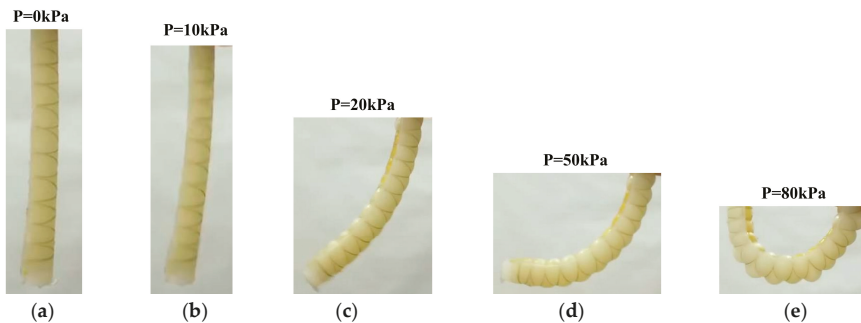 P=0kPa
P=10kPa
P=20kPa
P=50kPa
P=80kPa
(a)
(b)
(c)
(d)
(e)